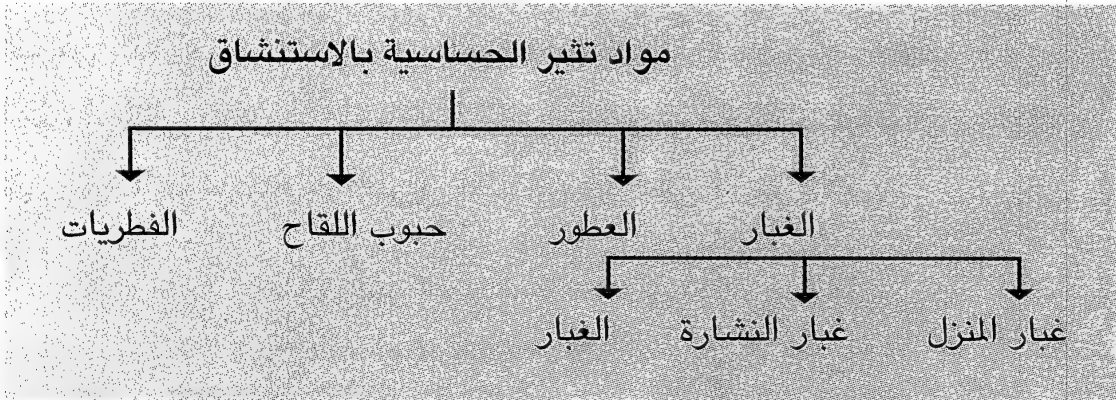 مواد تثير الحساسية بالاستنشاق
الغبار العطور حبوب اللقاح الفطريات
غبار المنزل غبار النشارة الغبار